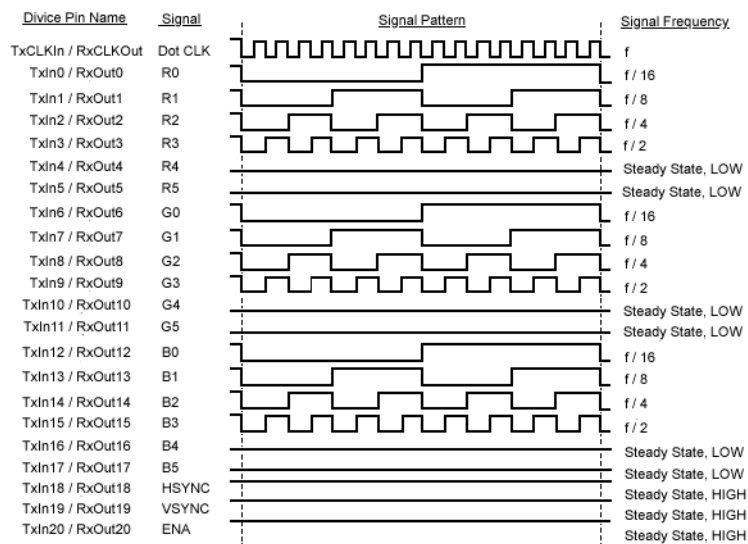 Divice Pin Name Signal Signal Pattern Signal Frequency
TxCLKIn / RxCLKOut Dot CLK f
TxIn0 / RxOut0 R0 f / 16
TxIn1 / RxOut1 R1 f / 8
TxIn2 / RxOut2 R2 f / 4
TxIn3 / RxOut3 R3 f / 2
TxIn4 / RxOut4 R4 Steady State, LOW
TxIn5 / RxOut5 R5 Steady State, LOW
TxIn6 / RxOut6 G0 f / 16
TxIn7 / RxOut7 G1 f / 8
TxIn8 / RxOut8 G2 f / 4
TxIn9 / RxOut9 G3 f / 2
TxIn10 / RxOut10 G4 Steady State, LOW
TxIn11 / RxOut11 G5 Steady State, LOW
TxIn12 / RxOut12 B0 f / 16
TxIn13 / RxOut13 B1 f / 8
TxIn14 / RxOut14 B2 f / 4
TxIn15 / RxOut15 B3 f / 2
TxIn16 / RxOut16 B4 Steady State, LOW
TxIn17 / RxOut17 B5 Steady State, LOW
TxIn18 / RxOut18 HSYNC Steady State, HIGH
TxIn19 / RxOut19 VSYNC Steady State, HIGH
TxIn20 / RxOut20 ENA Steady State, HIGH